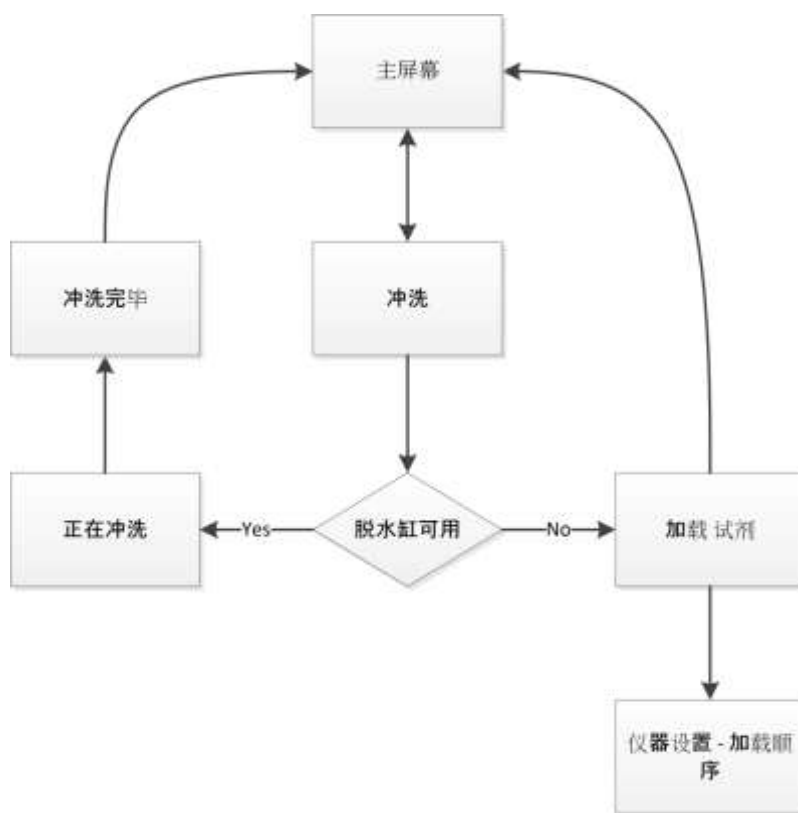 主屏幕
冲洗完毕
冲洗
正在冲洗
Yes
脱水缸可用
No
加载 试剂
仪器设置 - 加载顺
序